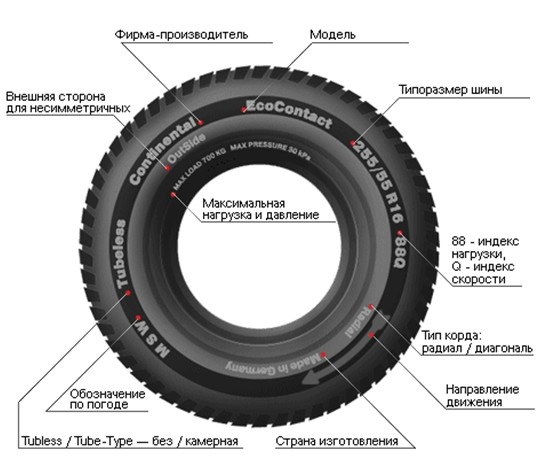 Фирма-производитель
Модель
Внешняя сторона
для несимметричных
Типоразмер шины
Continental
EcoContact
OutSide
MAX LOAD 700 KG MAX PRESSURE 30 kPa
255/55 R16
88Q
Максимальная
нагрузка и давление
88 - индекс
нагрузки,
Q - индекс
скорости
Tubeless
M S W
Radial
Made in Germany
Тип корда:
радиал / диагональ
Обозначение
по погоде
Направление
движения
Tubless / Tube-Type — без / камерная
Страна изготовления